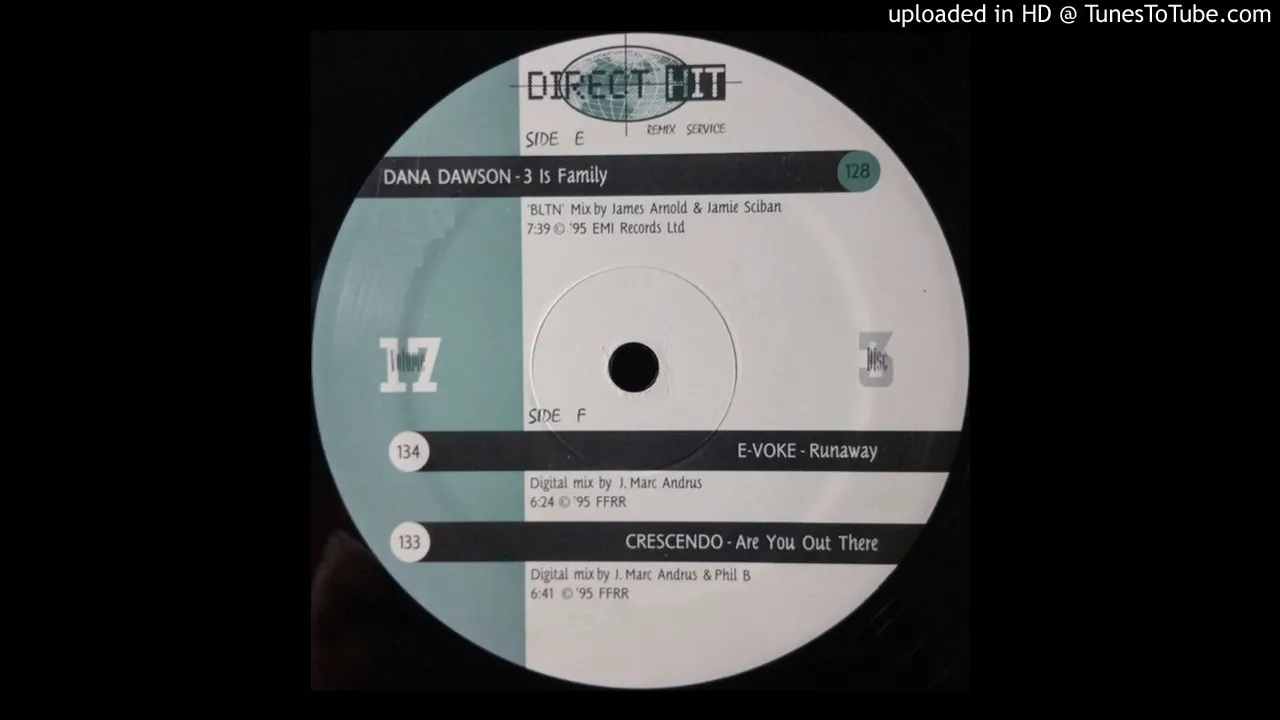 uploaded in HD @ TunesToTube.com
DIRECT HIT
REMIX SERVICE
SIDE E
DANA DAWSON - 3 Is Family
128
'BLTN' Mix by James Arnold & Jamie Sciban
7:39 © '95 EMI Records Ltd
17 Volume
3 Disc
SIDE F
134
E-VOKE - Runaway
Digital mix by J. Marc Andrus
6:24 © '95 FFRR
133
CRESCENDO - Are You Out There
Digital mix by J. Marc Andrus & Phil B
6:41 © '95 FFRR